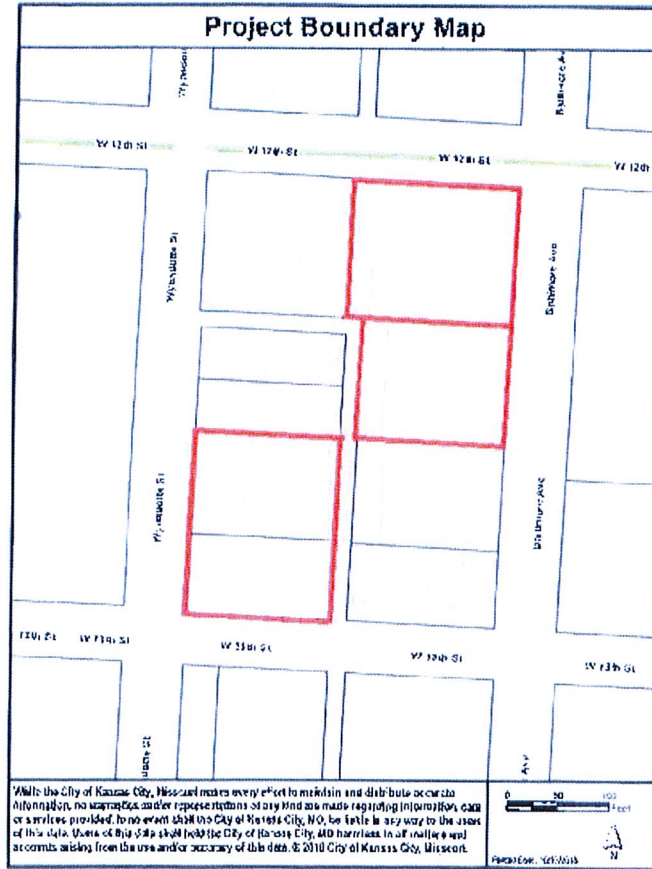 Project Boundary Map
W 12th St
W 12th St
W 12th St
W 12th
Wyandotte St
Baltimore Ave
Wyandotte St
Baltimore Ave
13th St
W 13th St
W 13th St
W 13th St
W 13th St
Ave
While the City of Kansas City, Missouri makes every effort to maintain and distribute accurate
information, no warranties and/or representations of any kind are made regarding information, data
or services provided. In no event shall the City of Kansas City, MO, be liable in any way to the users
of this data. Users of this data shall hold the City of Kansas City, MO harmless in all matters and
accounts arising from the use and/or accuracy of this data. © 2010 City of Kansas City, Missouri.
0 50 100
Feet
N